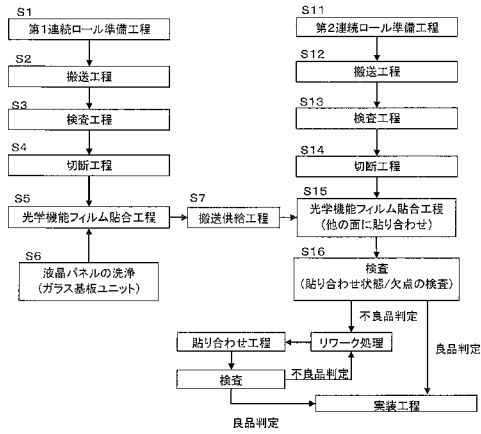 S1
第1連続ロール準備工程
S2
搬送工程
S3
検査工程
S4
切断工程
S5
光学機能フィルム貼合工程
S6
液晶パネルの洗浄
(ガラス基板ユニット)
S7
搬送供給工程
S11
第2連続ロール準備工程
S12
搬送工程
S13
検査工程
S14
切断工程
S15
光学機能フィルム貼合工程
(他の面に貼り合わせ)
S16
検査
(貼り合わせ状態/欠点の検査)
不良品判定
良品判定
リワーク処理
貼り合わせ工程
検査
不良品判定
良品判定
実装工程